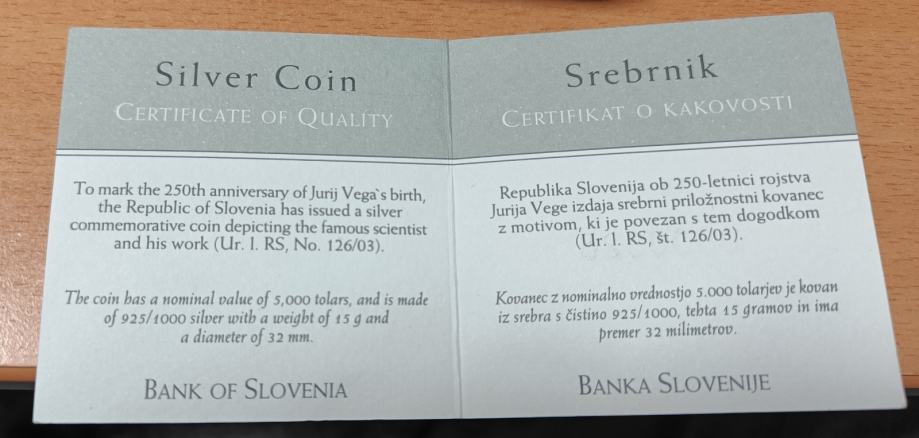 Silver Coin
CERTIFICATE OF QUALITY
To mark the 250th anniversary of Jurij Vega`s birth,
the Republic of Slovenia has issued a silver
commemorative coin depicting the famous scientist
and his work (Ur. l. RS, No. 126/03).
The coin has a nominal value of 5,000 tolars, and is made
of 925/1000 silver with a weight of 15 g and
a diameter of 32 mm.
BANK OF SLOVENIA
Srebrnik
CERTIFIKAT O KAKOVOSTI
Republika Slovenija ob 250-letnici rojstva
Jurija Vege izdaja srebrni priložnostni kovanec
z motivom, ki je povezan s tem dogodkom
(Ur. l. RS, št. 126/03).
Kovanec z nominalno vrednostjo 5.000 tolarjev je kovan
iz srebra s čistino 925/1000, tehta 15 gramov in ima
premer 32 milimetrov.
BANKA SLOVENIJE